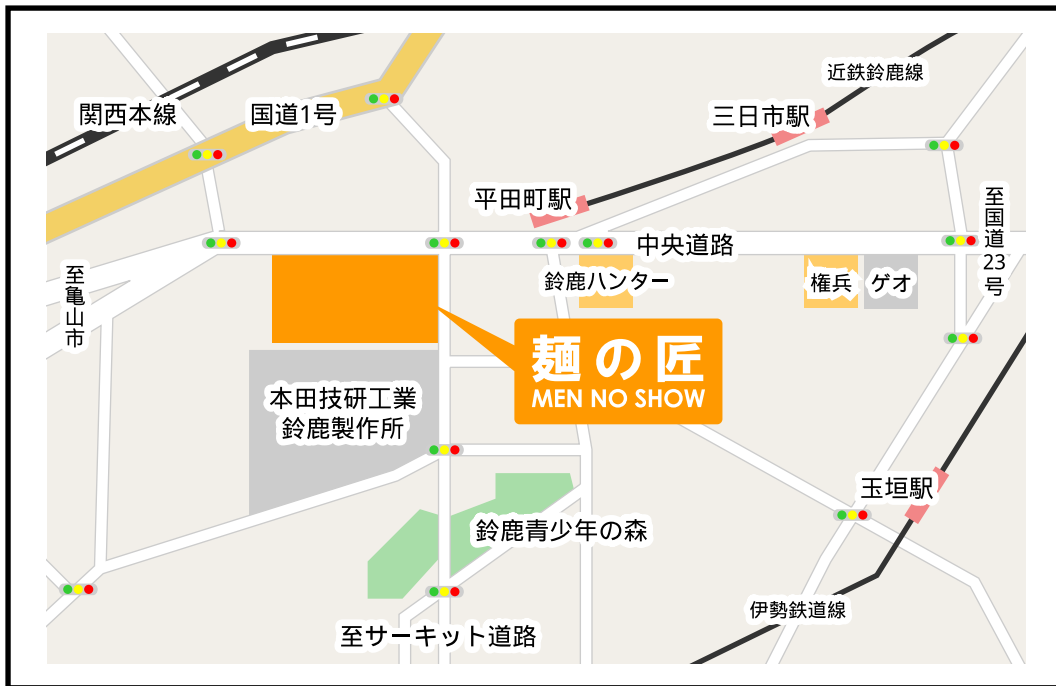 近鉄鈴鹿線
関西本線
国道1号
三日市駅
平田町駅
中央道路
至国道23号
至亀山市
鈴鹿ハンター
権兵
ゲオ
麺の匠
MEN NO SHOW
本田技研工業
鈴鹿製作所
玉垣駅
鈴鹿青少年の森
伊勢鉄道線
至サーキット道路